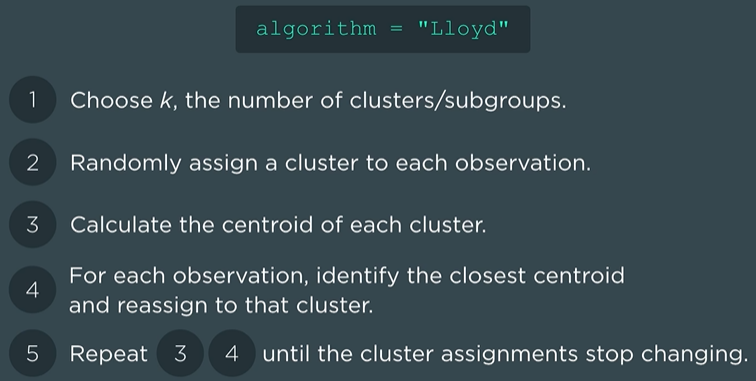 algorithm = "Lloyd"
1 Choose k, the number of clusters/subgroups.
2 Randomly assign a cluster to each observation.
3 Calculate the centroid of each cluster.
4 For each observation, identify the closest centroid
and reassign to that cluster.
5 Repeat 3 4 until the cluster assignments stop changing.